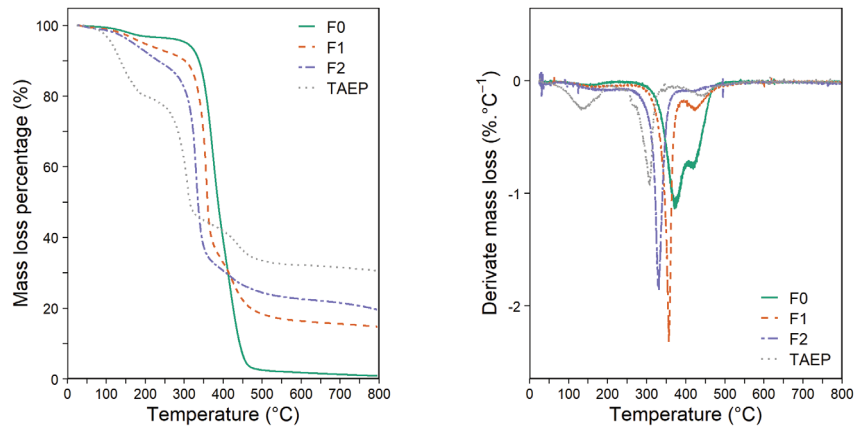 100
80
60
40
20
0
0
100
200
300
400
500
600
700
800
Mass loss percentage (%)
Temperature (°C)
F0
F1
F2
TAEP
0
-1
-2
0
100
200
300
400
500
600
700
800
Derivate mass loss (%.°C⁻¹)
Temperature (°C)
F0
F1
F2
TAEP